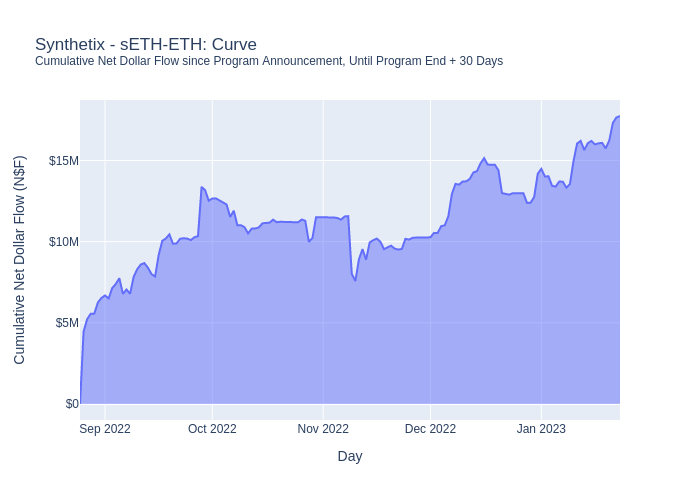 Synthetix - sETH-ETH: Curve
Cumulative Net Dollar Flow since Program Announcement, Until Program End + 30 Days
Cumulative Net Dollar Flow (N$F)
$15M
$10M
$5M
$0
Sep 2022 Oct 2022 Nov 2022 Dec 2022 Jan 2023
Day